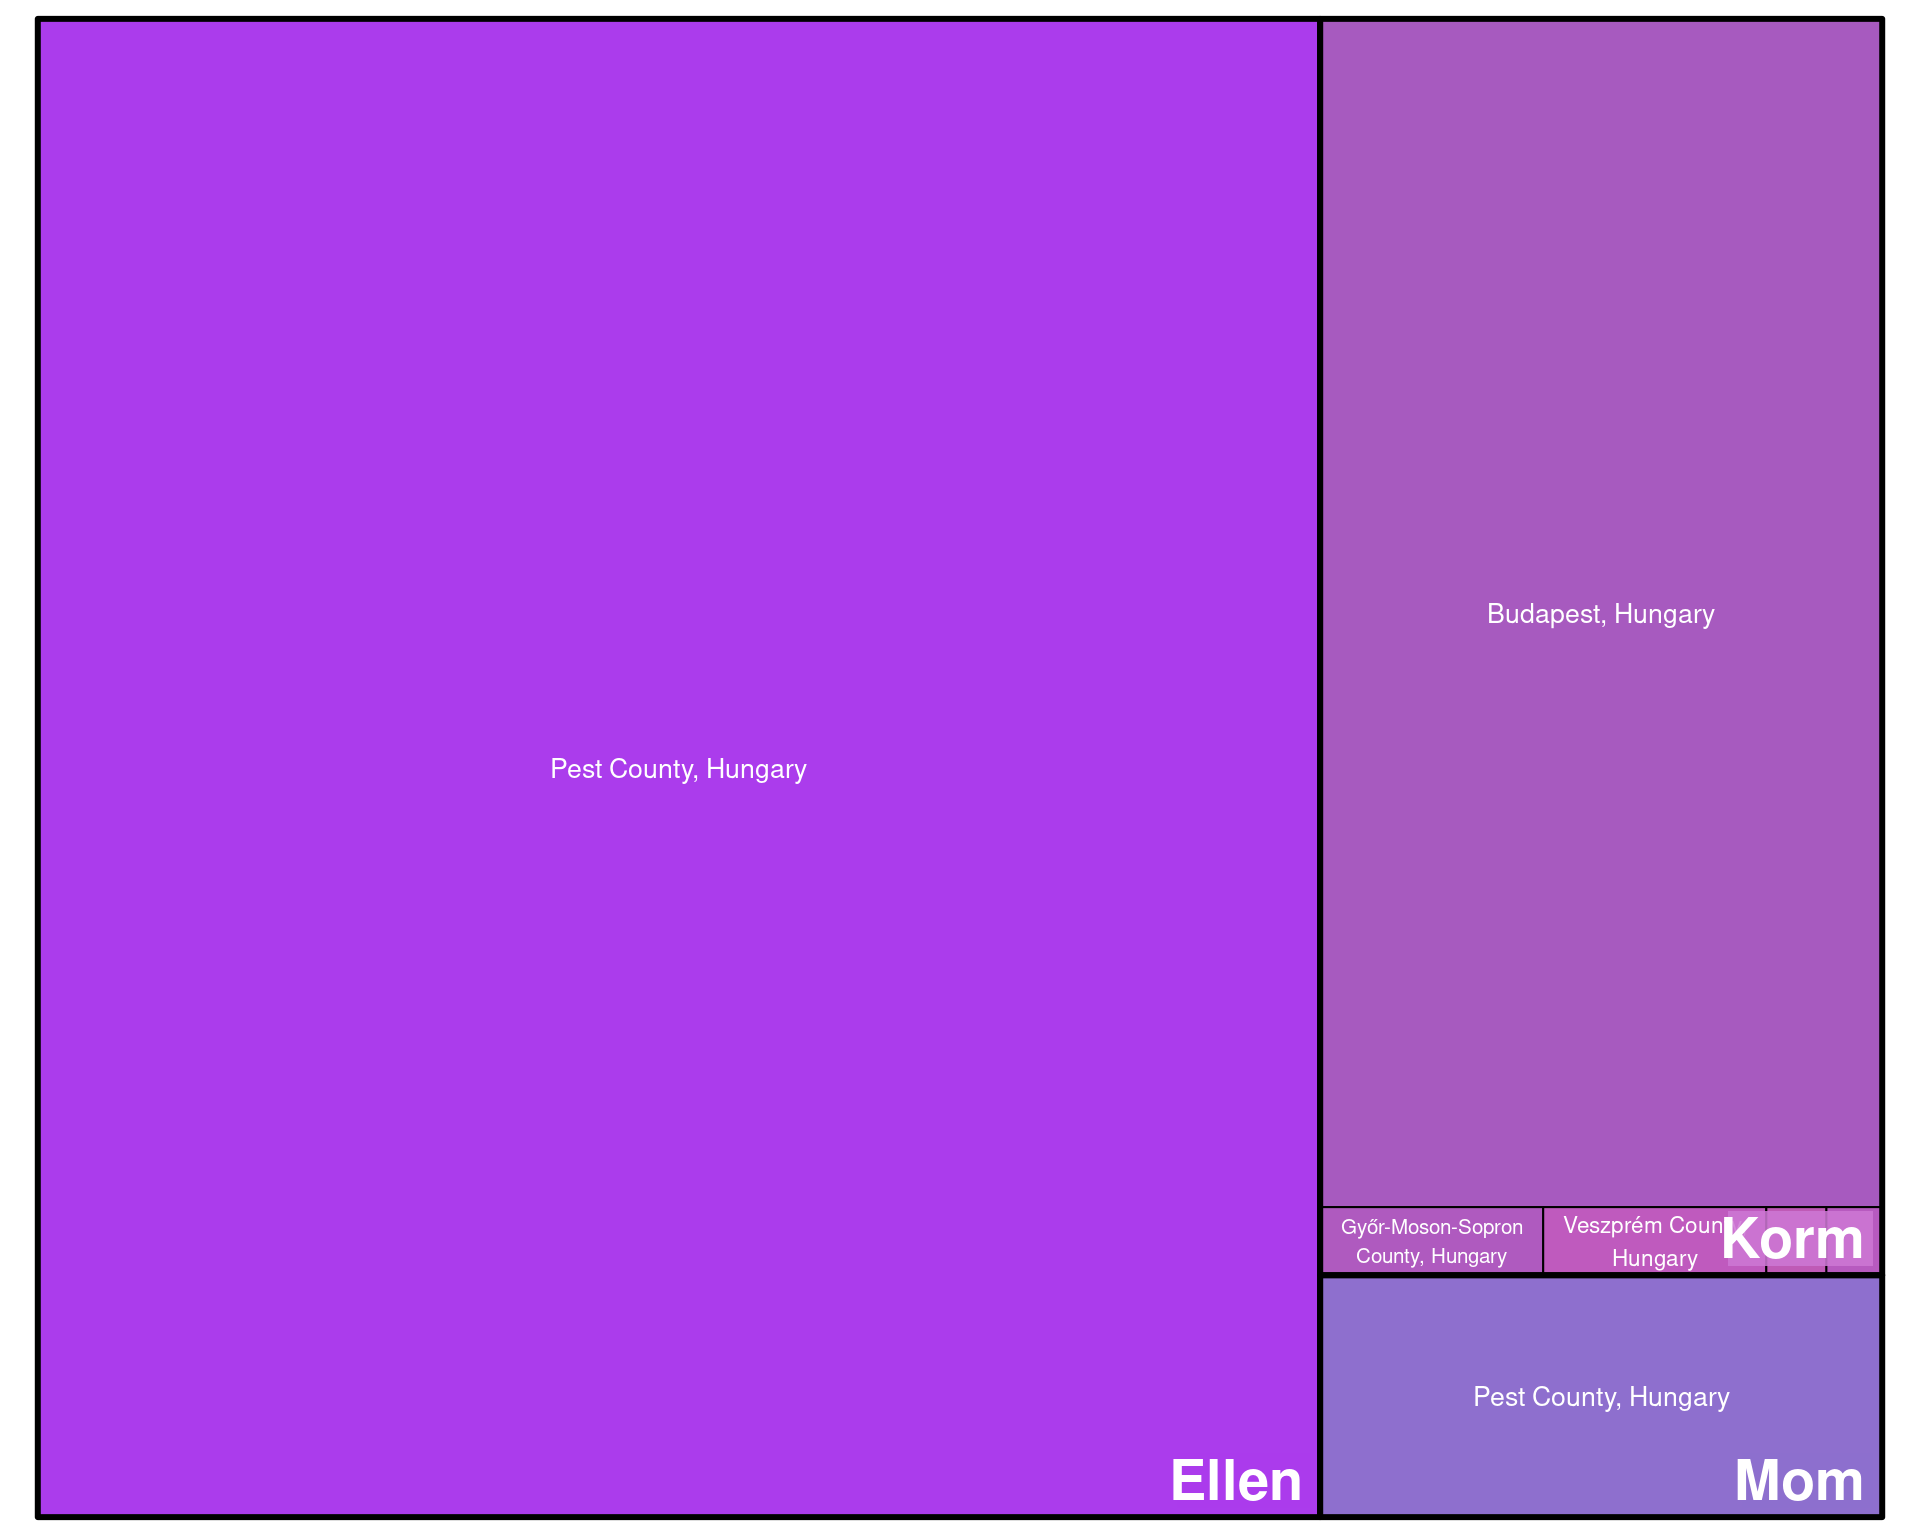 Pest County, Hungary
Ellen
Budapest, Hungary
Győr-Moson-Sopron
County, Hungary
Veszprém Coun
Hungary
Korm
Pest County, Hungary
Mom